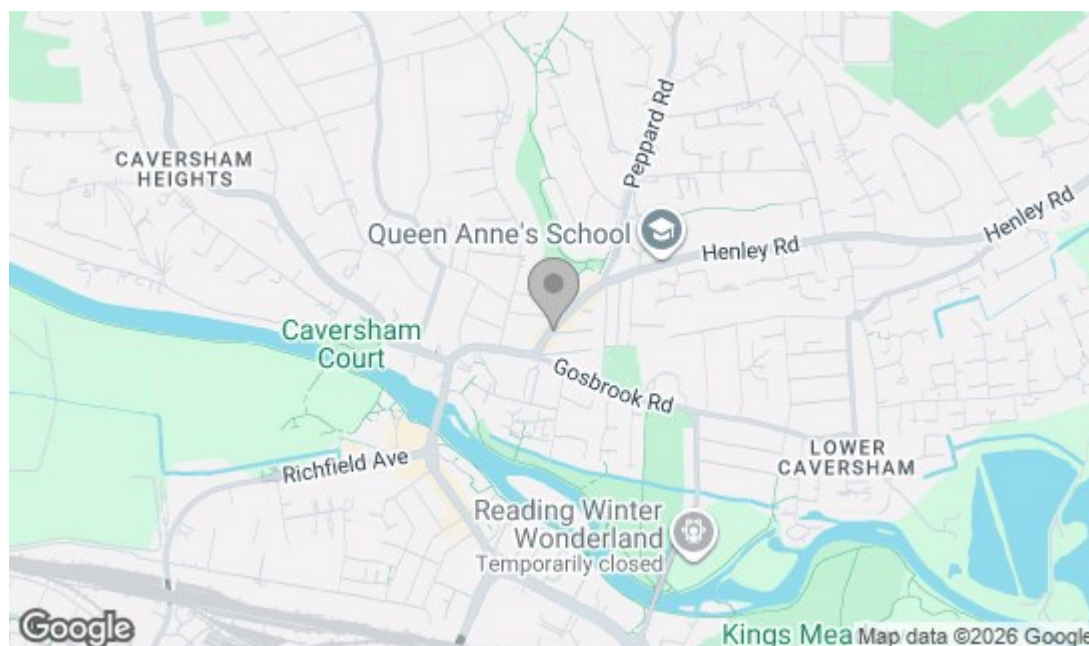 CAVERSHAM
HEIGHTS
Peppard Rd
Queen Anne's School
Henley Rd
Henley Rd
Caversham
Court
Gosbrook Rd
LOWER
CAVERSHAM
Richfield Ave
Reading Winter
Wonderland
Temporarily closed
Google
Kings Mea
Map data ©2026 Google